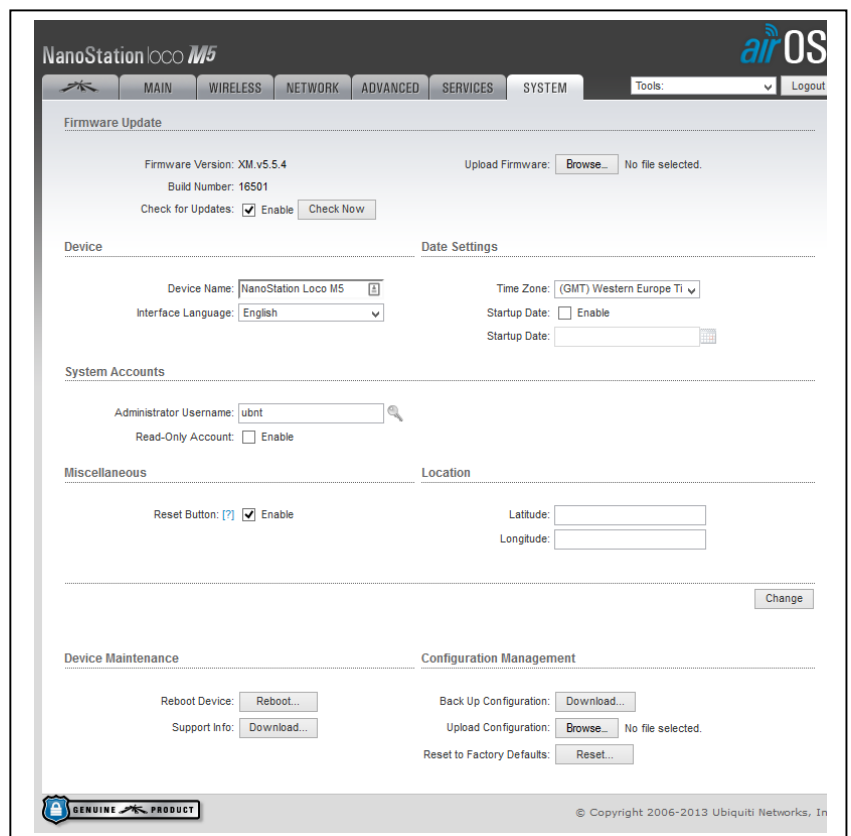 NanoStation loco M5
air OS
MAIN WIRELESS NETWORK ADVANCED SERVICES SYSTEM Tools: Logout
Firmware Update
Firmware Version: XM.v5.5.4 Upload Firmware: Browse... No file selected.
Build Number: 16501
Check for Updates: Enable Check Now
Device Date Settings
Device Name: NanoStation Loco M5 Time Zone: (GMT) Western Europe Ti
Interface Language: English Startup Date: Enable
Startup Date:
System Accounts
Administrator Username: ubnt
Read-Only Account: Enable
Miscellaneous Location
Reset Button: [?] Enable Latitude:
Longitude:
Change
Device Maintenance Configuration Management
Reboot Device: Reboot... Back Up Configuration: Download...
Support Info: Download... Upload Configuration: Browse... No file selected.
Reset to Factory Defaults: Reset...
GENUINE PRODUCT © Copyright 2006-2013 Ubiquiti Networks, In